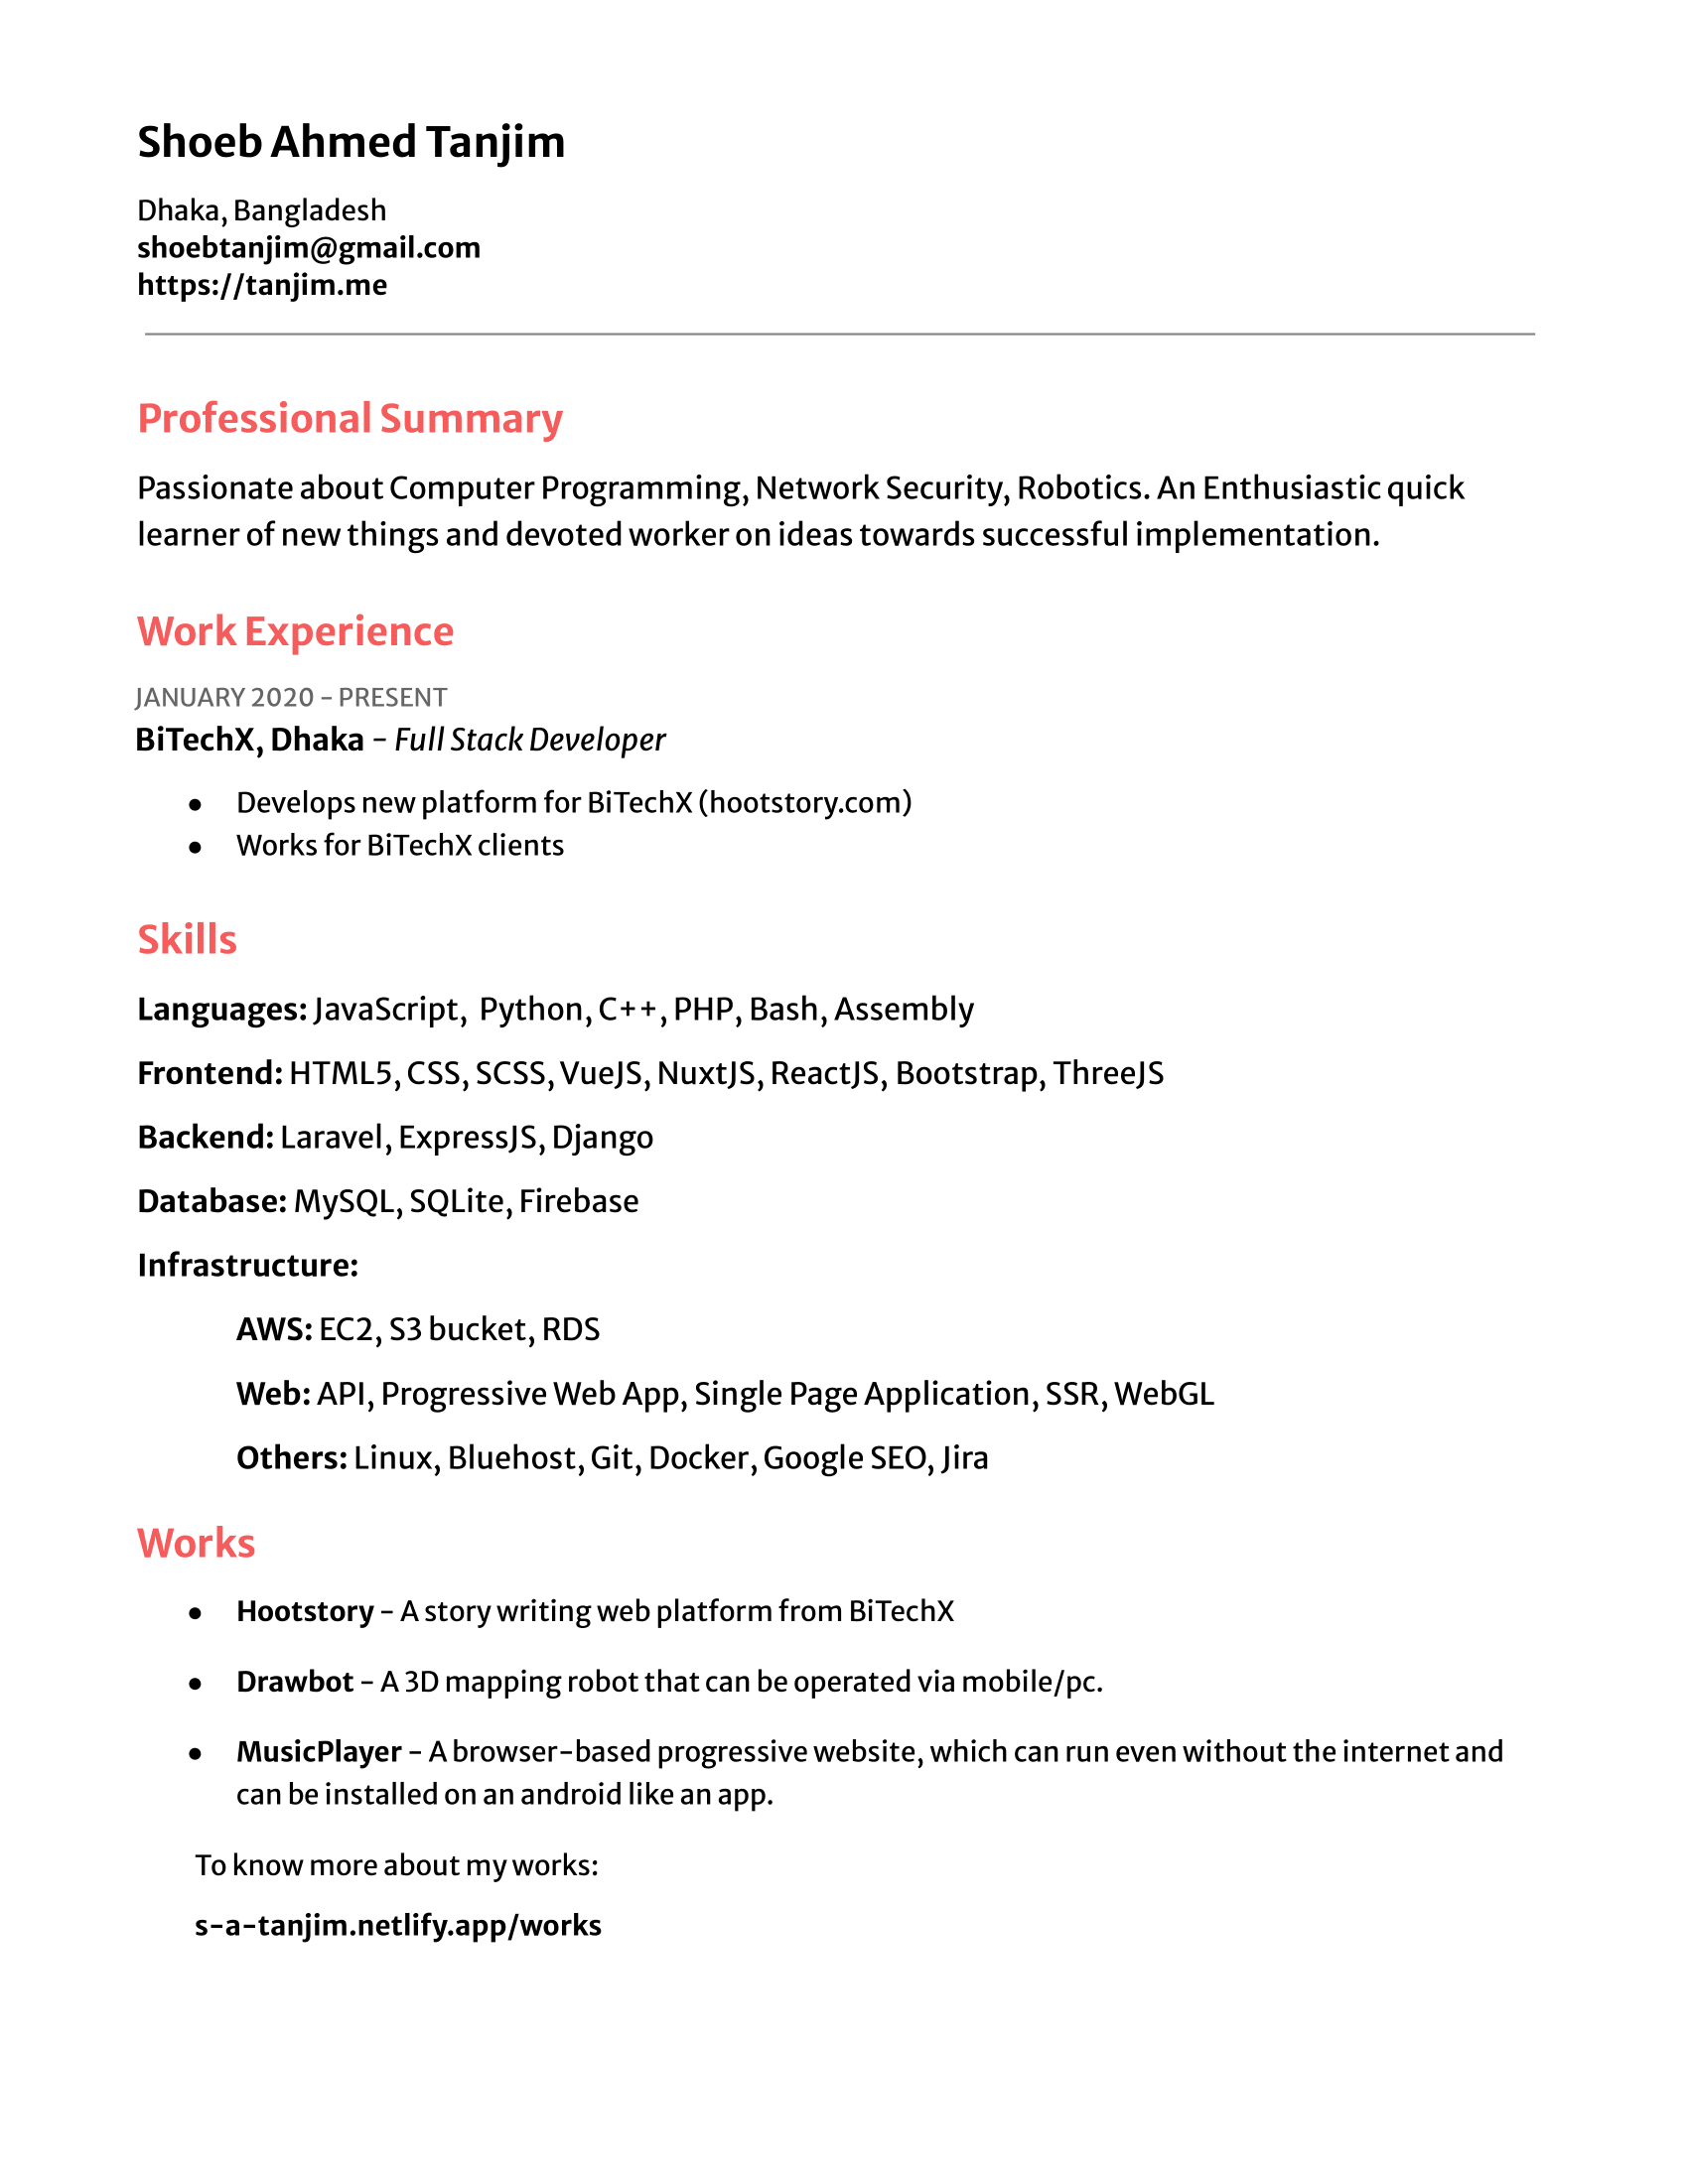 Shoeb Ahmed Tanjim
Dhaka, Bangladesh
shoebtanjim@gmail.com
https://tanjim.me
Professional Summary
Passionate about Computer Programming, Network Security, Robotics. An Enthusiastic quick
learner of new things and devoted worker on ideas towards successful implementation.
Work Experience
JANUARY 2020 - PRESENT
BiTechX, Dhaka - Full Stack Developer
● Develops new platform for BiTechX (hootstory.com)
● Works for BiTechX clients
Skills
Languages: JavaScript, Python, C++, PHP, Bash, Assembly
Frontend: HTML5, CSS, SCSS, VueJS, NuxtJS, ReactJS, Bootstrap, ThreeJS
Backend: Laravel, ExpressJS, Django
Database: MySQL, SQLite, Firebase
Infrastructure:
AWS: EC2, S3 bucket, RDS
Web: API, Progressive Web App, Single Page Application, SSR, WebGL
Others: Linux, Bluehost, Git, Docker, Google SEO, Jira
Works
● Hootstory - A story writing web platform from BiTechX
● Drawbot - A 3D mapping robot that can be operated via mobile/pc.
● MusicPlayer - A browser-based progressive website, which can run even without the internet and
can be installed on an android like an app.
To know more about my works:
s-a-tanjim.netlify.app/works